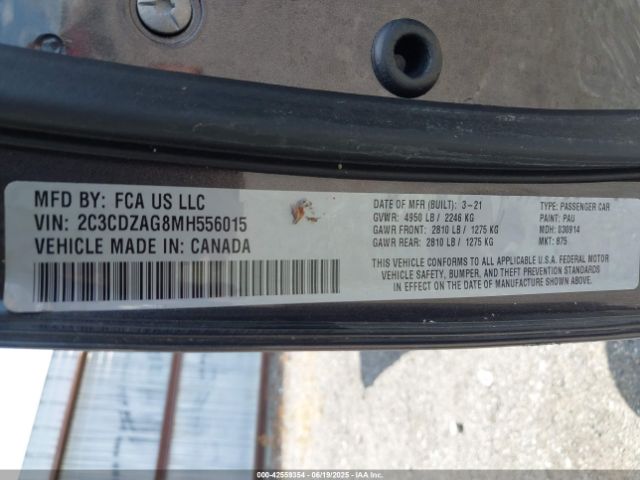 MFD BY: FCA US LLC
VIN: 2C3CDZAG8MH556015
VEHICLE MADE IN: CANADA
DATE OF MFR (BUILT): 3-21
GVWR: 4950 LB / 2246 KG
GAWR FRONT: 2810 LB / 1275 KG
GAWR REAR: 2810 LB / 1275 KG
TYPE: PASSENGER CAR
PAINT: PAU
MDH: 030914
MKT: 875
THIS VEHICLE CONFORMS TO ALL APPLICABLE U.S.A. FEDERAL MOTOR
VEHICLE SAFETY, BUMPER, AND THEFT PREVENTION STANDARDS
IN EFFECT ON THE DATE OF MANUFACTURE SHOWN ABOVE.
000-42559354 - 06/19/2025 - IAA Inc.